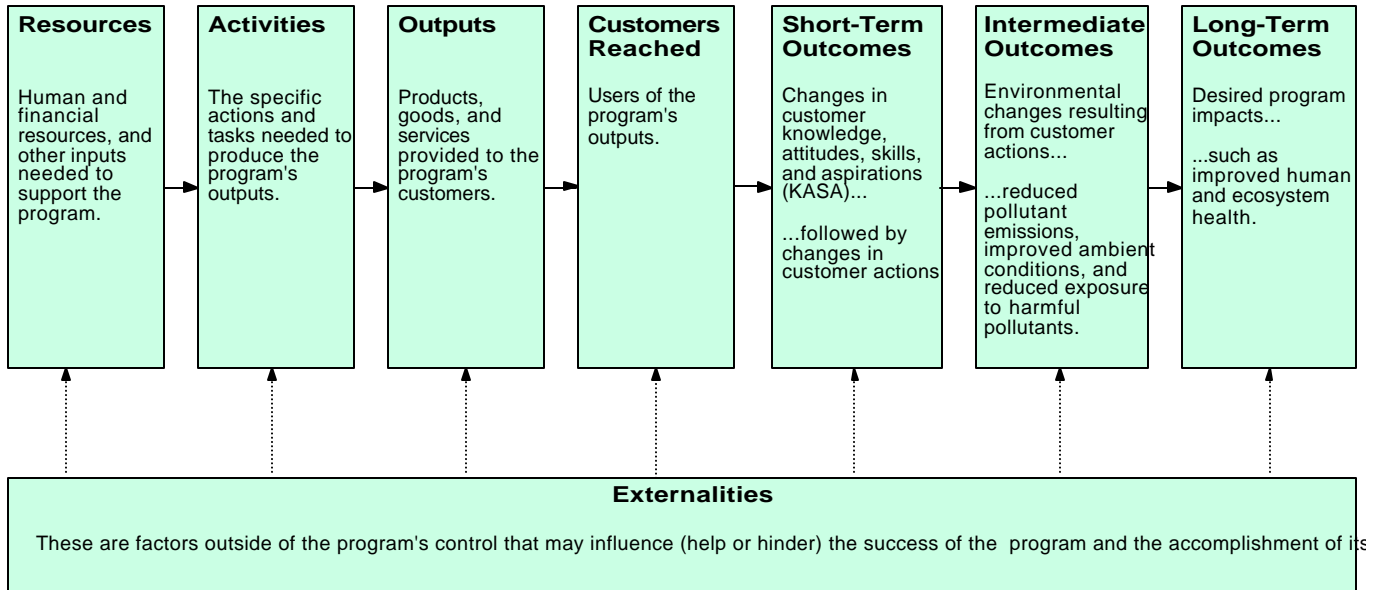 Resources
Human and
financial
resources, and
other inputs
needed to
support the
program.
Activities
The specific
actions and
tasks needed to
produce the
program's
outputs.
Outputs
Products,
goods, and
services
provided to the
program's
customers.
Customers
Reached
Users of the
program's
outputs.
Short-Term
Outcomes
Changes in
customer
knowledge,
attitudes, skills,
and aspirations
(KASA)...
...followed by
changes in
customer actions
Intermediate
Outcomes
Environmental
changes resulting
from customer
actions...
...reduced
pollutant
emissions,
improved ambient
conditions, and
reduced exposure
to harmful
pollutants.
Long-Term
Outcomes
Desired program
impacts...
...such as
improved human
and ecosystem
health.
Externalities
These are factors outside of the program's control that may influence (help or hinder) the success of the program and the accomplishment of its